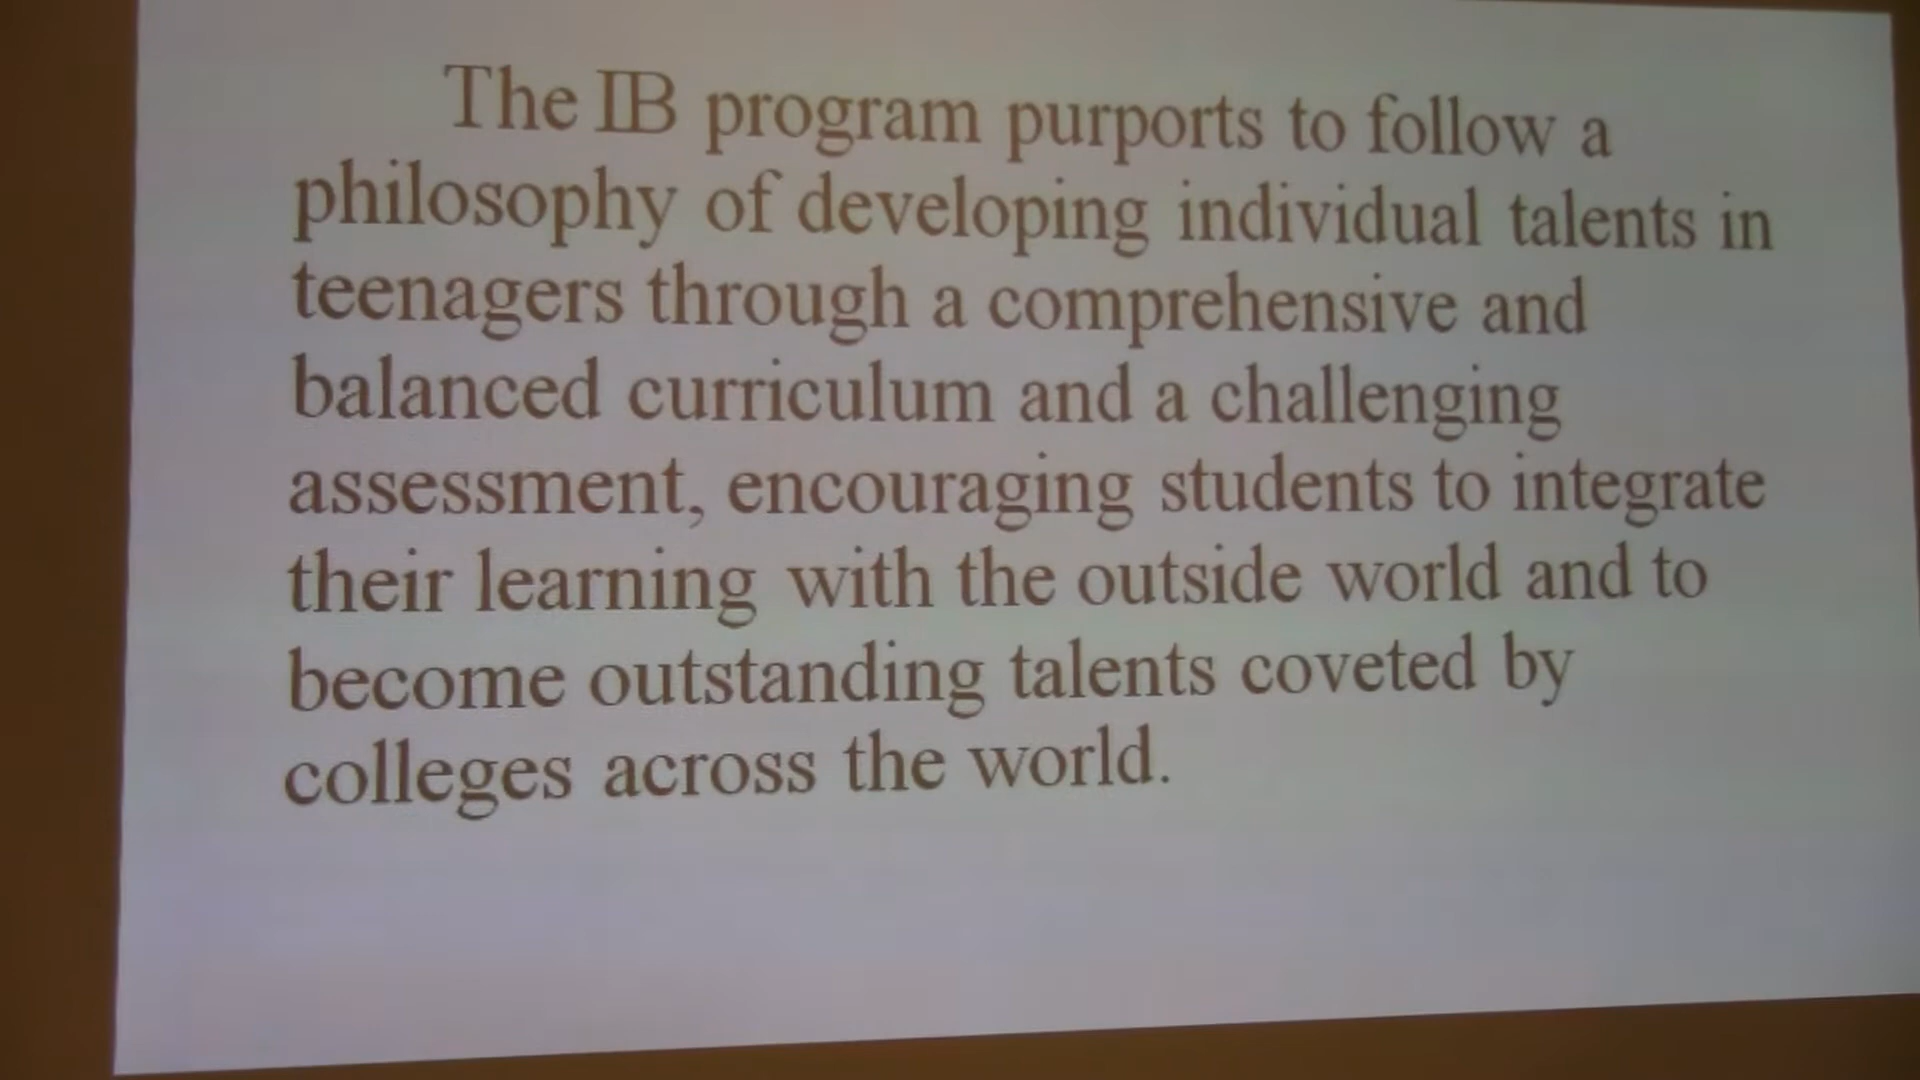 The IB program purports to follow a
philosophy of developing individual talents in
teenagers through a comprehensive and
balanced curriculum and a challenging
assessment, encouraging students to integrate
their learning with the outside world and to
become outstanding talents coveted by
colleges across the world.